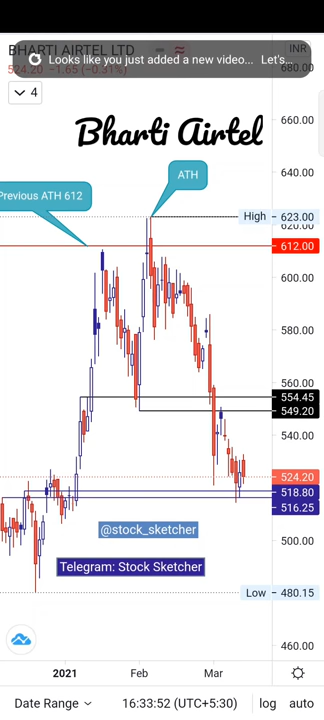 BHARTI AIRTEL LTD
INR
Looks like you just added a new video... Let's...
524.20 −1.65 (−0.31%)
680.00
4
660.00
Bharti Airtel
640.00
ATH
Previous ATH 612
High 623.00
620.00
612.00
600.00
580.00
560.00
554.45
549.20
540.00
524.20
518.80
516.25
@stock_sketcher
500.00
Telegram: Stock Sketcher
Low 480.15
460.00
2021 Feb Mar
Date Range 16:33:52 (UTC+5:30) log auto